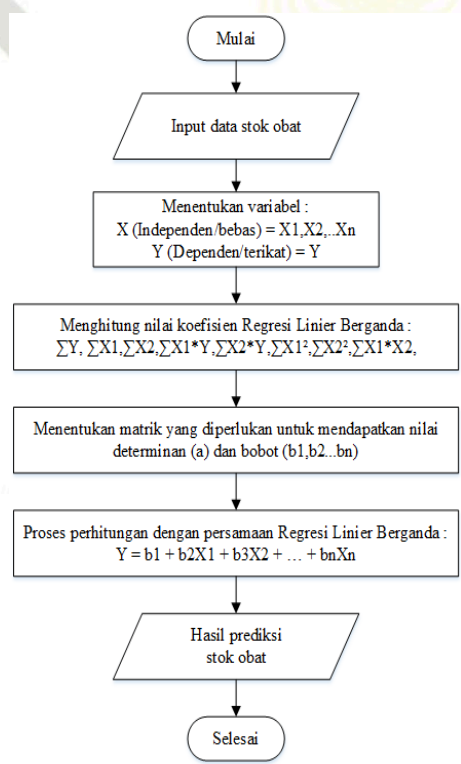 Mulai
Input data stok obat
Menentukan variabel :
X (Independen/bebas) = X1,X2,..Xn
Y (Dependen/terikat) = Y
Menghitung nilai koefisien Regresi Linier Berganda :
∑Y, ∑X1,∑X2,∑X1*Y,∑X2*Y,∑X1²,∑X2²,∑X1*X2,
Menentukan matrik yang diperlukan untuk mendapatkan nilai
determinan (a) dan bobot (b1,b2...bn)
Proses perhitungan dengan persamaan Regresi Linier Berganda :
Y = b1 + b2X1 + b3X2 + … + bnXn
Hasil prediksi
stok obat
Selesai